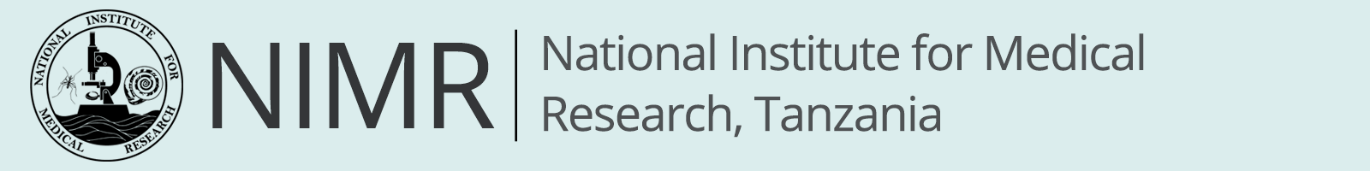 NATIONAL INSTITUTE FOR
MEDICAL RESEARCH
NIMR
National Institute for Medical
Research, Tanzania